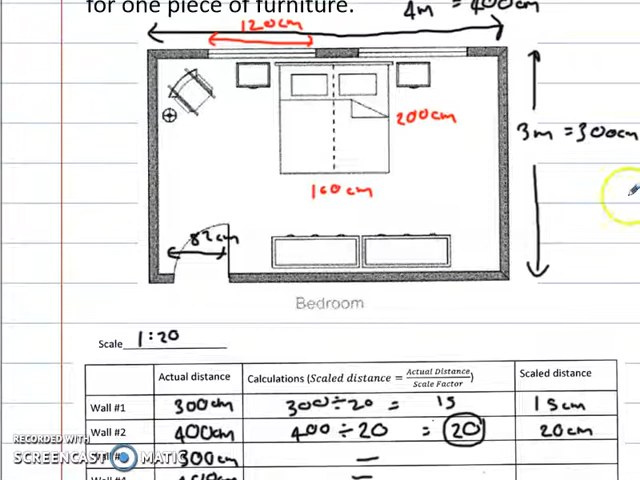 for one piece of furniture.
4m = 400cm
120cm
200cm
3m = 300cm
160cm
82cm
Bedroom
Scale 1:20
Actual distance Calculations (Scaled distance = Actual Distance / Scale Factor) Scaled distance
Wall #1 300cm 300÷20 = 15 15cm
Wall #2 400cm 400÷20 = 20 20cm
300cm —
RECORDED WITH
SCREENCAST MATIC